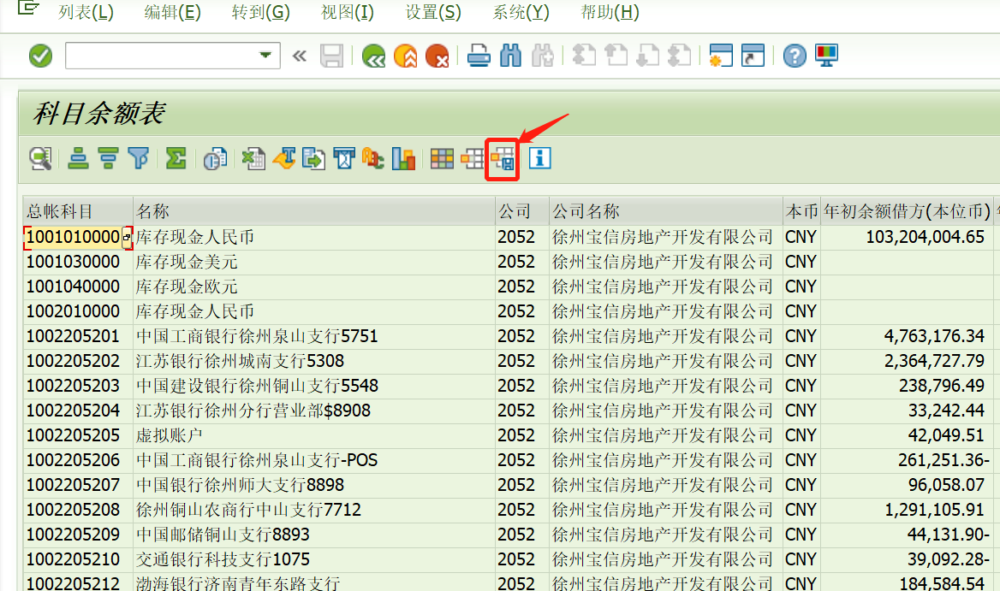 列表(L) 编辑(E) 转到(G) 视图(I) 设置(S) 系统(Y) 帮助(H)
科目余额表
总帐科目 名称 公司 公司名称 本币 年初余额借方(本位币)
1001010000 库存现金人民币 2052 徐州宝信房地产开发有限公司 CNY 103,204,004.65
1001030000 库存现金美元 2052 徐州宝信房地产开发有限公司 CNY
1001040000 库存现金欧元 2052 徐州宝信房地产开发有限公司 CNY
1002010000 库存现金人民币 2052 徐州宝信房地产开发有限公司 CNY
1002205201 中国工商银行徐州泉山支行5751 2052 徐州宝信房地产开发有限公司 CNY 4,763,176.34
1002205202 江苏银行徐州城南支行5308 2052 徐州宝信房地产开发有限公司 CNY 2,364,727.79
1002205203 中国建设银行徐州铜山支行5548 2052 徐州宝信房地产开发有限公司 CNY 238,796.49
1002205204 江苏银行徐州分行营业部$8908 2052 徐州宝信房地产开发有限公司 CNY 33,242.44
1002205205 虚拟账户 2052 徐州宝信房地产开发有限公司 CNY 42,049.51
1002205206 中国工商银行徐州泉山支行-POS 2052 徐州宝信房地产开发有限公司 CNY 261,251.36-
1002205207 中国银行徐州师大支行8898 2052 徐州宝信房地产开发有限公司 CNY 96,058.07
1002205208 徐州铜山农商行中山支行7712 2052 徐州宝信房地产开发有限公司 CNY 1,291,105.91
1002205209 中国邮储铜山支行8893 2052 徐州宝信房地产开发有限公司 CNY 44,131.90-
1002205210 交通银行科技支行1075 2052 徐州宝信房地产开发有限公司 CNY 39,092.28-
1002205212 渤海银行济南青年东路支行 2052 徐州宝信房地产开发有限公司 CNY 184,584.54